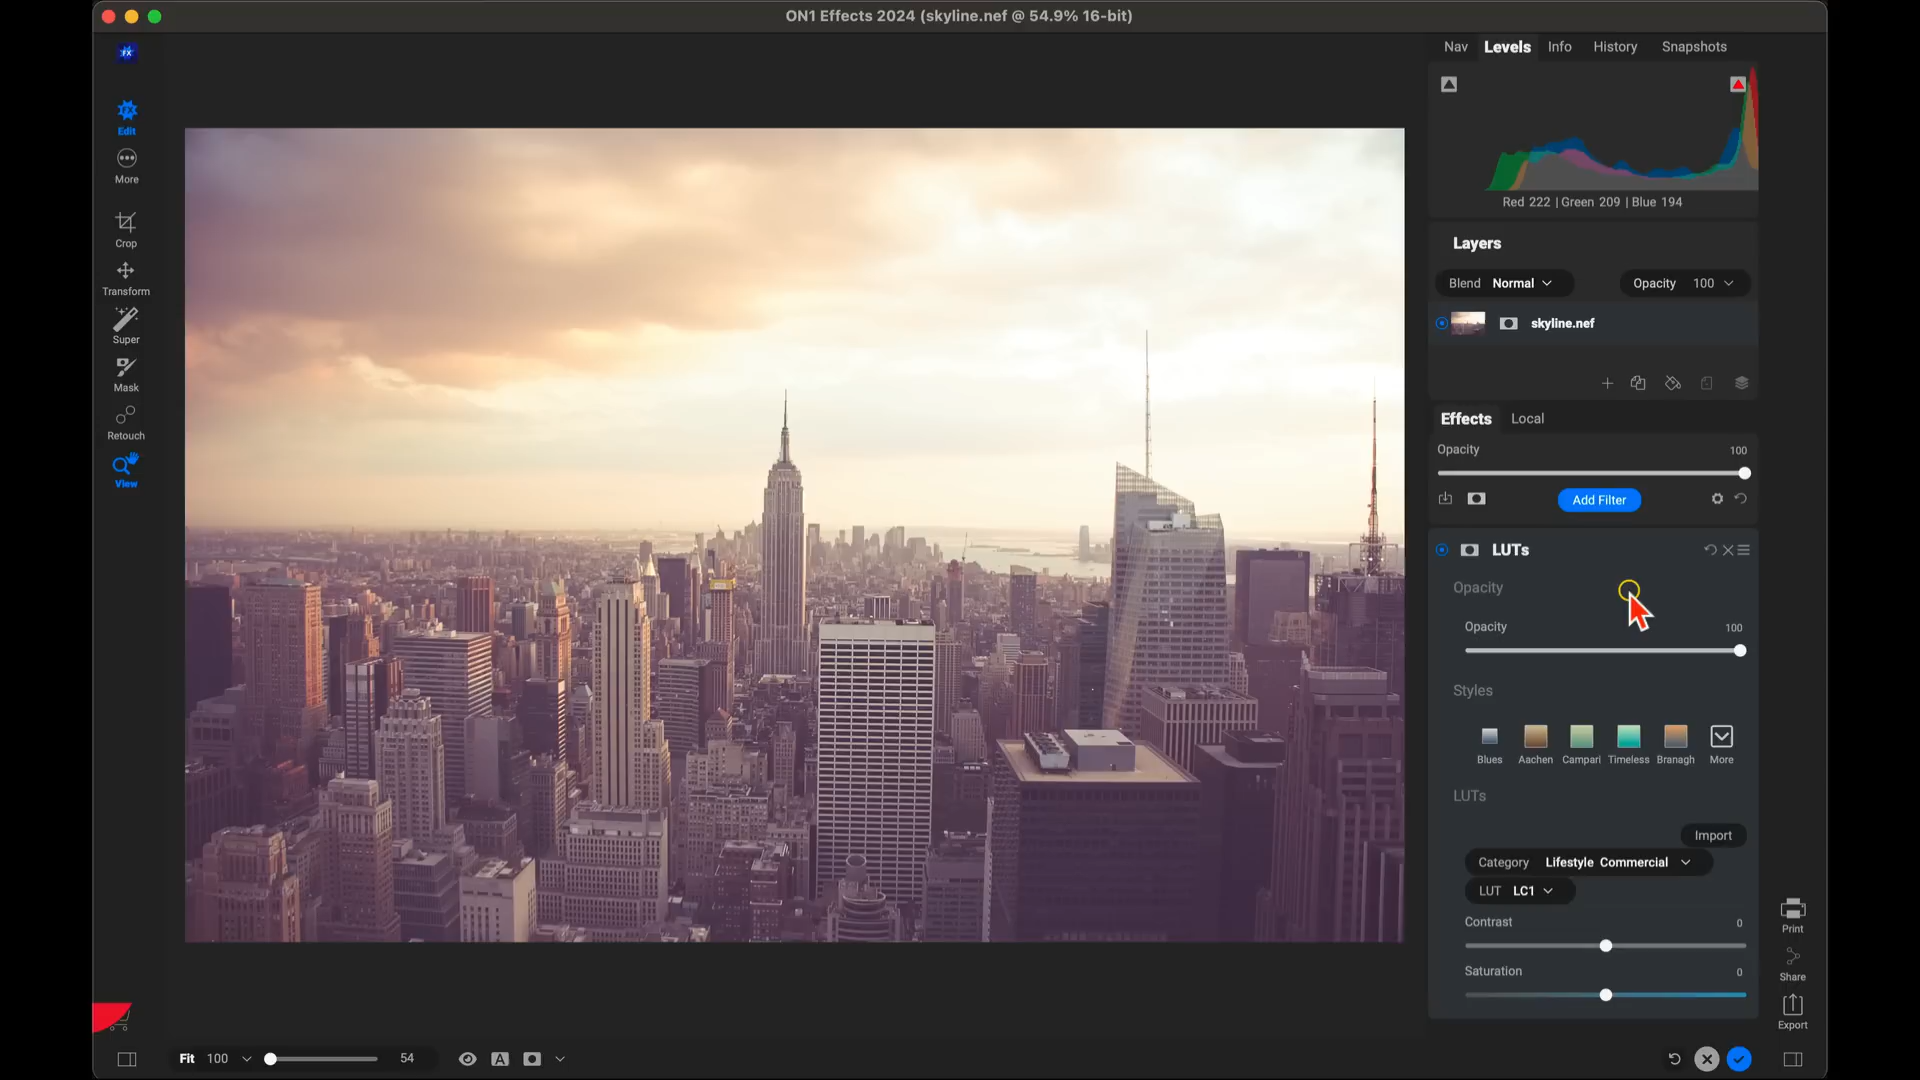 ON1 Effects 2024 (skyline.nef @ 54.9% 16-bit)
FX
Edit
More
Crop
Transform
Super
Mask
Retouch
View
Nav Levels Info History Snapshots
Red 222 | Green 209 | Blue 194
Layers
Blend Normal Opacity 100
skyline.nef
Effects Local
Opacity 100
Add Filter
LUTs
Opacity
Opacity 100
Styles
Blues Aachen Campari Timeless Branagh More
LUTs
Import
Category Lifestyle Commercial
LUT LC1
Contrast 0
Saturation 0
Print
Share
Export
Fit 100 54 A